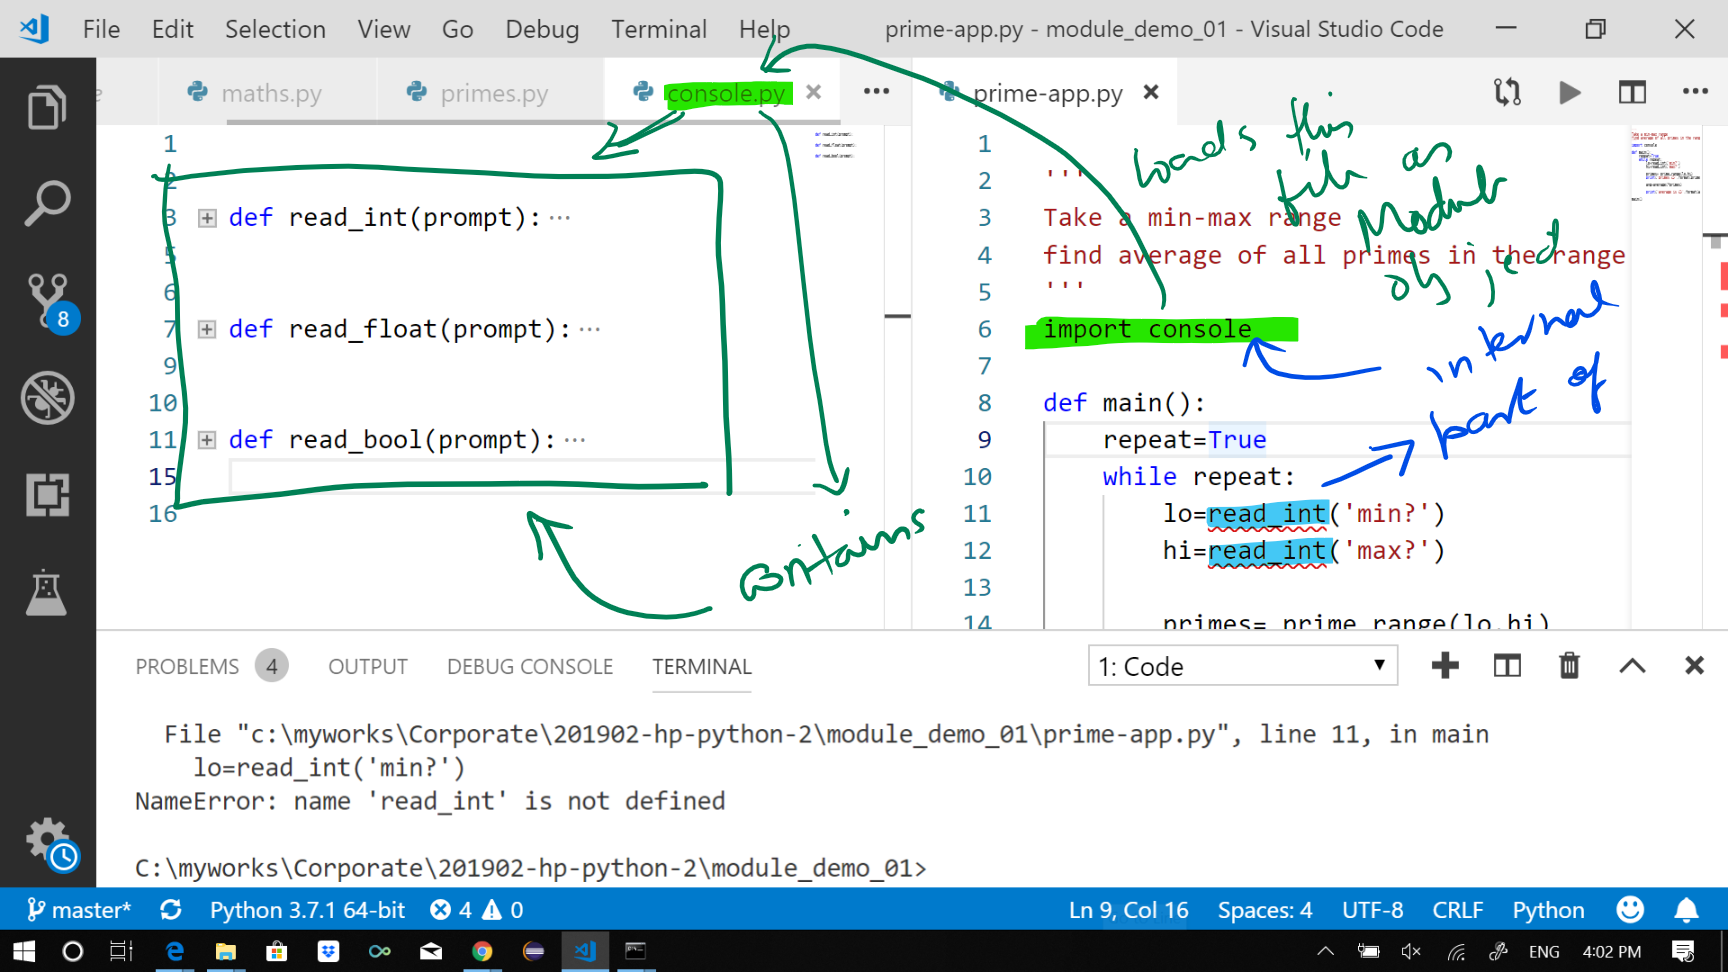 File Edit Selection View Go Debug Terminal Help prime-app.py - module_demo_01 - Visual Studio Code
e maths.py primes.py console.py prime-app.py
1
2
3 def read_int(prompt): ...
5
6
7 def read_float(prompt): ...
9
10
11 def read_bool(prompt): ...
15
16
contains
1
2 '''
3 Take a min-max range
4 find average of all primes in the range
5 '''
6 import console
7
8 def main():
9 repeat=True
10 while repeat:
11 lo=read_int('min?')
12 hi=read_int('max?')
13
14 primes= prime_range(lo,hi)
loads this
file as
Module
object
internal
part of
PROBLEMS 4 OUTPUT DEBUG CONSOLE TERMINAL 1: Code
File "c:\myworks\Corporate\201902-hp-python-2\module_demo_01\prime-app.py", line 11, in main
lo=read_int('min?')
NameError: name 'read_int' is not defined
C:\myworks\Corporate\201902-hp-python-2\module_demo_01>
master* Python 3.7.1 64-bit 4 0 Ln 9, Col 16 Spaces: 4 UTF-8 CRLF Python
ENG 4:02 PM
8